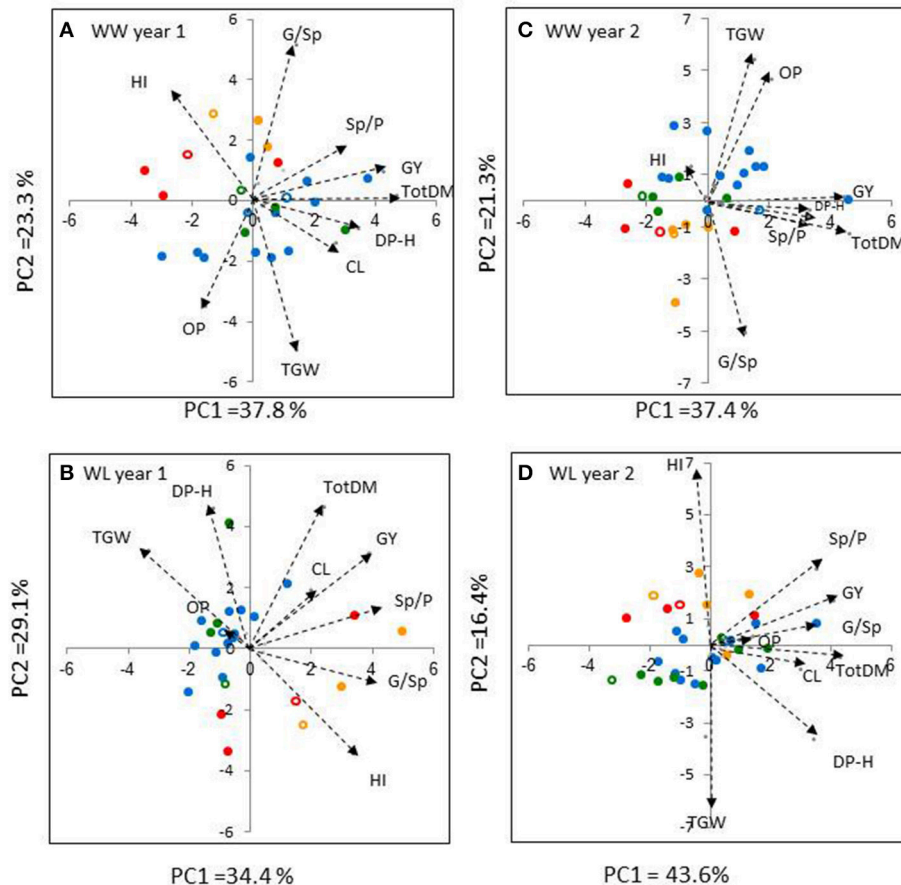 A WW year 1
6
4
2
0
-2
-4
-6
-6 -4 -2 0 2 4 6
G/Sp
HI
Sp/P
GY
TotDM
DP-H
CL
OP
TGW
PC2 =23.3 %
PC1 =37.8 %
C WW year 2
7
5
3
1
-1
-3
-5
-7
-6 -4 -2 0 2 4 6
TGW
OP
HI
GY
DP-H
Sp/P
TotDM
G/Sp
PC2 =21.3%
PC1 =37.4 %
B WL year 1
6
4
2
0
-2
-4
-6
-6 -4 -2 0 2 4 6
DP-H
TotDM
TGW
GY
CL
OP
Sp/P
G/Sp
HI
PC2 =29.1%
PC1 =34.4 %
D WL year 2
7
5
3
1
-1
-3
-5
-7
-6 -4 -2 0 2 4 6
HI
Sp/P
GY
G/Sp
OP
TotDM
CL
DP-H
TGW
PC2 =16.4%
PC1 = 43.6%